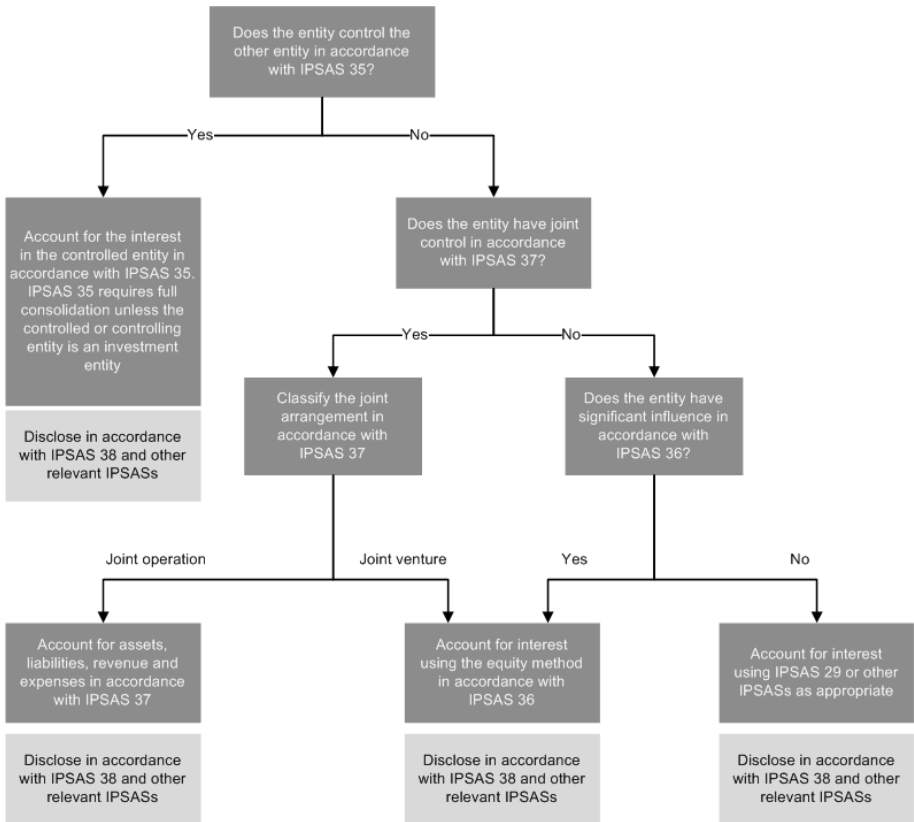 Does the entity control the
other entity in accordance
with IPSAS 35?
Yes
No
Account for the interest
in the controlled entity in
accordance with IPSAS 35.
IPSAS 35 requires full
consolidation unless the
controlled or controlling
entity is an investment
entity
Disclose in accordance
with IPSAS 38 and other
relevant IPSASs
Does the entity have joint
control in accordance
with IPSAS 37?
Yes
No
Classify the joint
arrangement in
accordance with
IPSAS 37
Does the entity have
significant influence in
accordance with
IPSAS 36?
Joint operation
Joint venture
Yes
No
Account for assets,
liabilities, revenue and
expenses in accordance
with IPSAS 37
Disclose in accordance
with IPSAS 38 and other
relevant IPSASs
Account for interest
using the equity method
in accordance with
IPSAS 36
Disclose in accordance
with IPSAS 38 and other
relevant IPSASs
Account for interest
using IPSAS 29 or other
IPSASs as appropriate
Disclose in accordance
with IPSAS 38 and other
relevant IPSASs